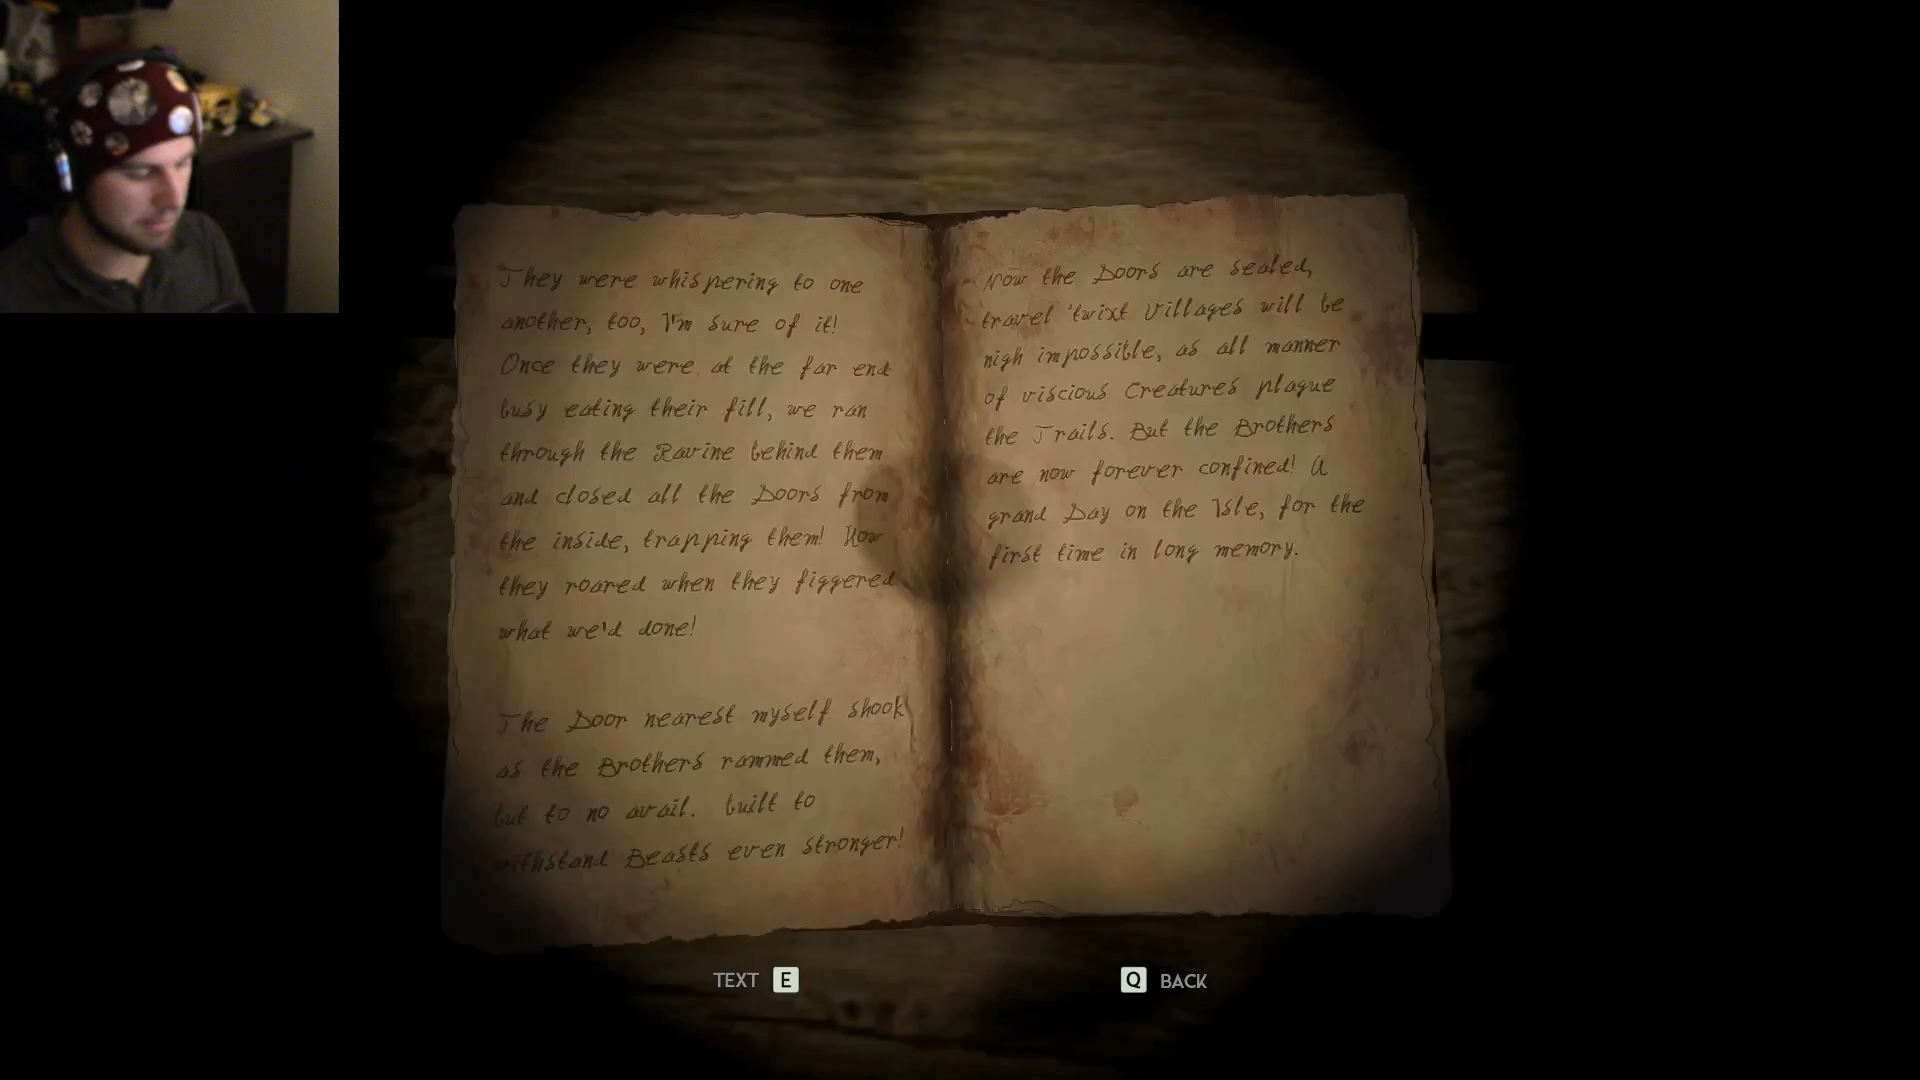 They were whispering to one
another, too, I'm sure of it!
Once they were at the far end
busy eating their fill, we ran
through the Ravine behind them
and closed all the Doors from
the inside, trapping them! How
they roared when they figgered
what we'd done!
The Door nearest myself shook
as the Brothers rammed them,
but to no avail. built to
withstand Beasts even stronger!
Now the Doors are sealed,
travel 'twixt Villages will be
nigh impossible, as all manner
of viscious Creatures plague
the Trails. But the Brothers
are now forever confined! A
grand Day on the Isle, for the
first time in long memory.
TEXT E
Q BACK